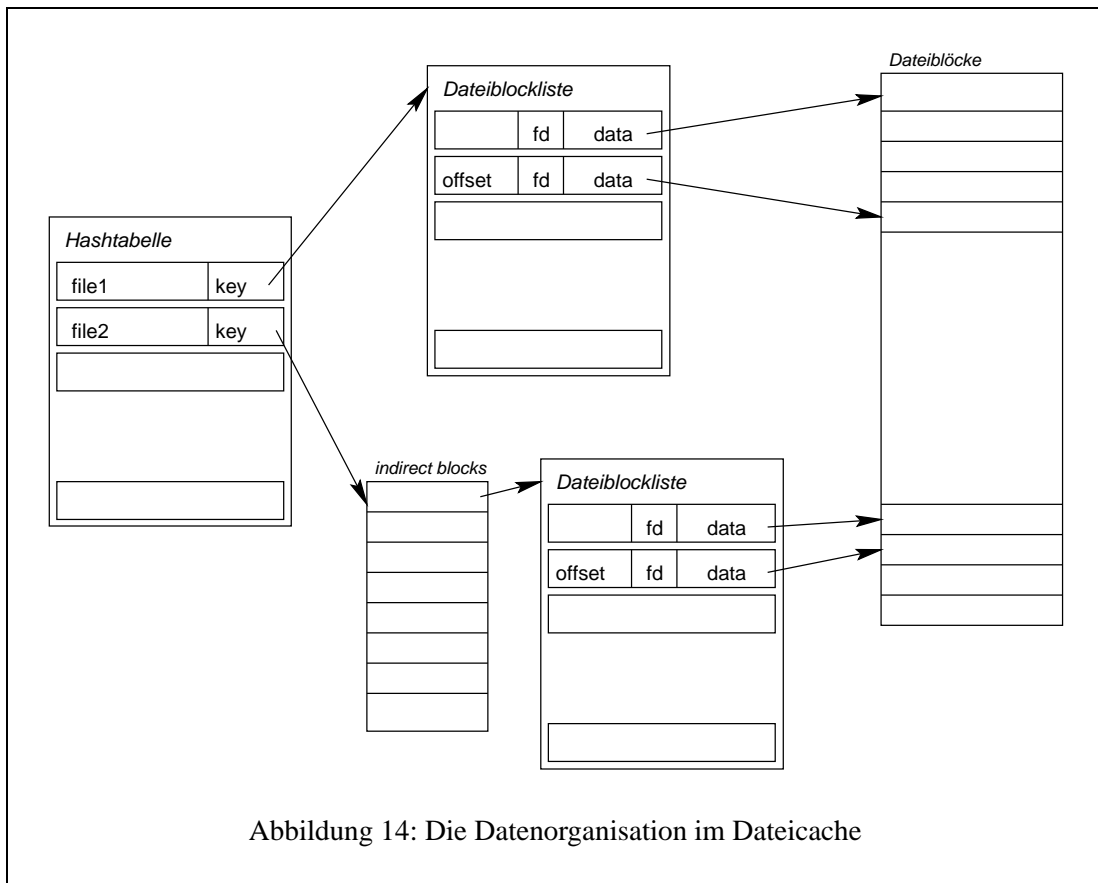 Dateiblöcke
Dateiblockliste
fd data
offset fd data
Hashtabelle
file1 key
file2 key
indirect blocks
Dateiblockliste
fd data
offset fd data
Abbildung 14: Die Datenorganisation im Dateicache